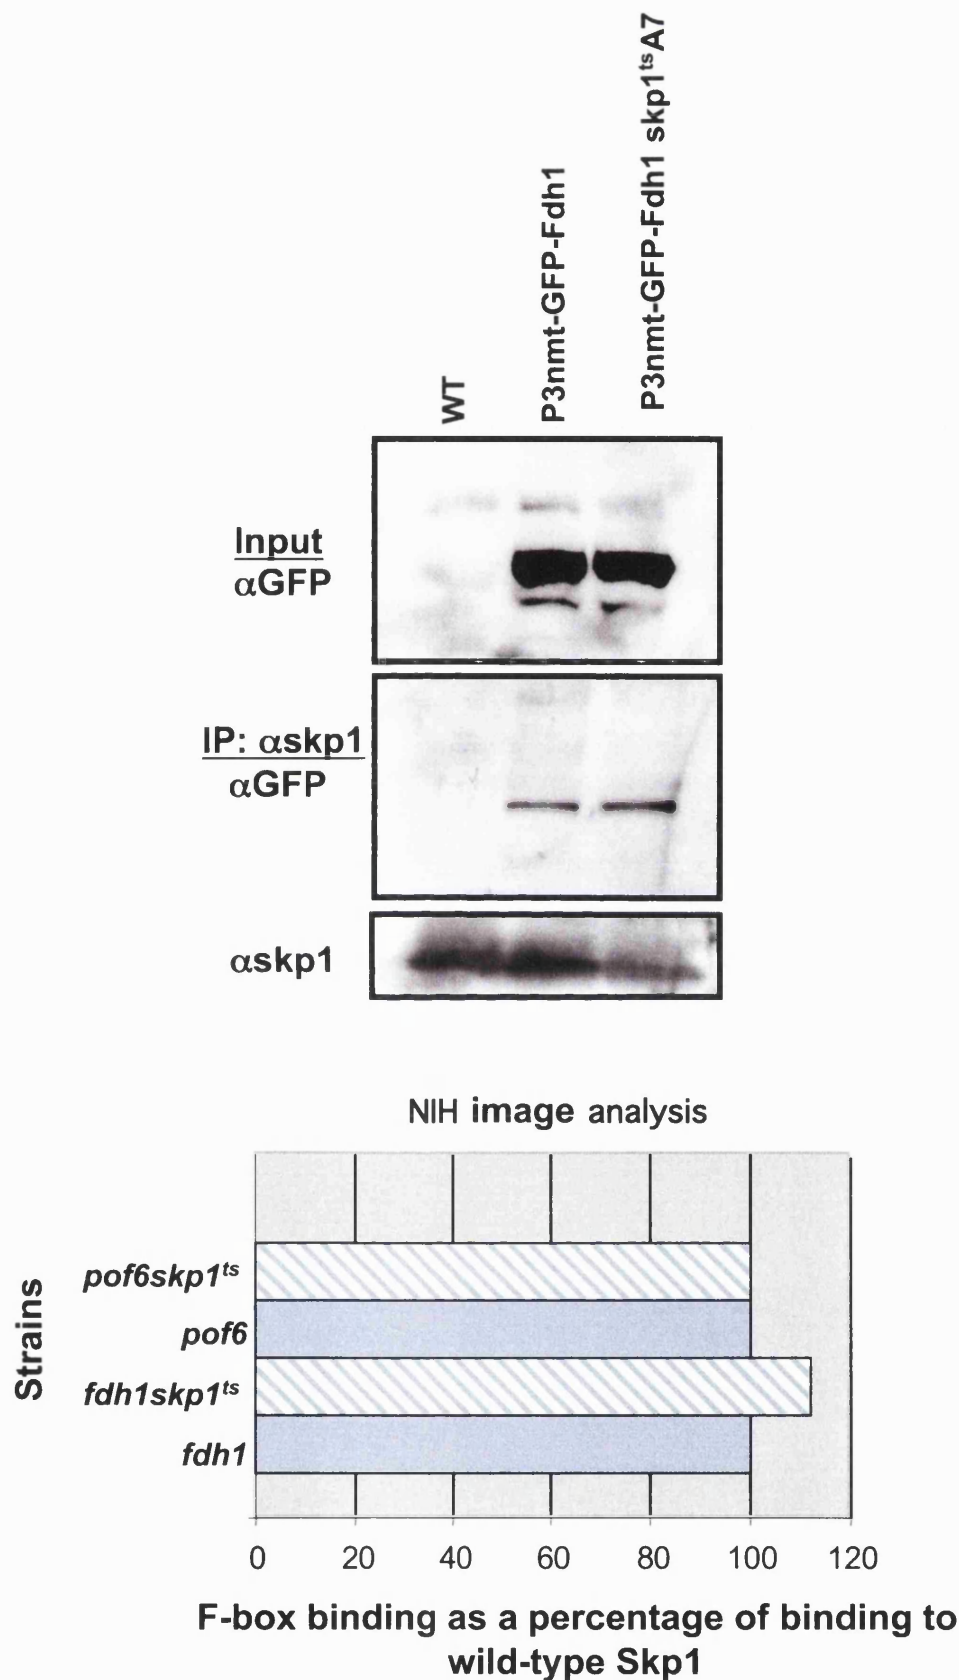 WT
P3nmt-GFP-Fdh1
P3nmt-GFP-Fdh1 skp1tsA7
Input
αGFP
IP: αskp1
αGFP
αskp1
NIH image analysis
Strains
pof6skp1ts
pof6
fdh1skp1ts
fdh1
0 20 40 60 80 100 120
F-box binding as a percentage of binding to
wild-type Skp1